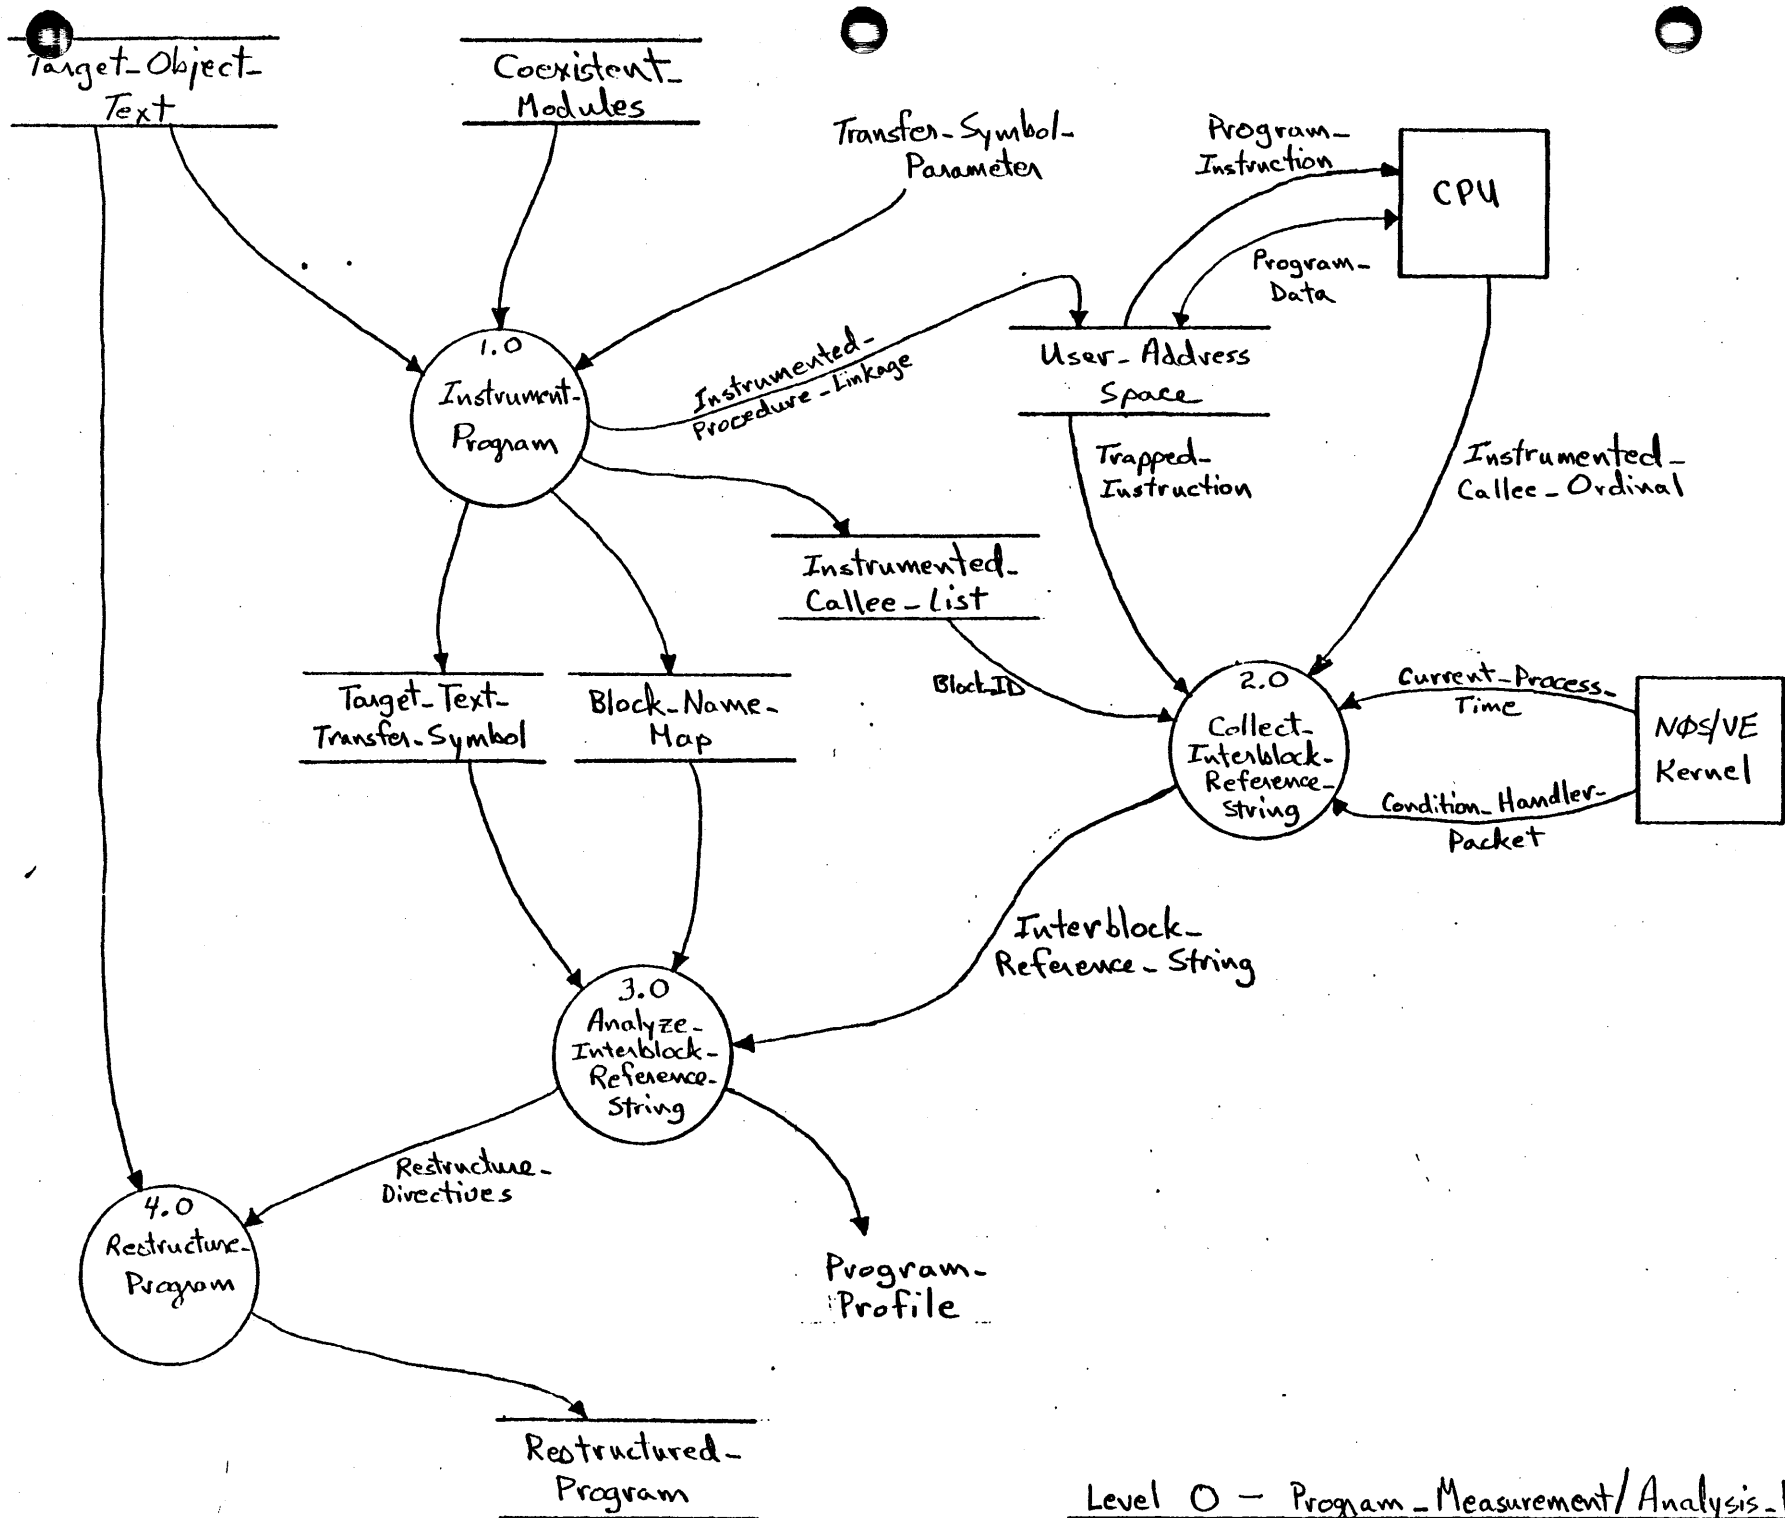 Target_Object_
Text
Coexistent_
Modules
Transfer_Symbol_
Parameter
Program_
Instruction
CPU
Program_
Data
1.0
Instrument_
Program
Instrumented_
Procedure_Linkage
User_Address
Space
Trapped_
Instruction
Instrumented_
Callee_Ordinal
Instrumented_
Callee_List
Block_ID
Target_Text_
Transfer_Symbol
Block_Name_
Map
2.0
Collect_
Interblock_
Reference_
String
Current_Process_
Time
NØS/VE
Kernel
Condition_Handler_
Packet
Interblock_
Reference_String
3.0
Analyze_
Interblock_
Reference_
String
Restructure_
Directives
4.0
Restructure_
Program
Program_
Profile
Restructured_
Program
Level 0 - Program_Measurement/Analysis_